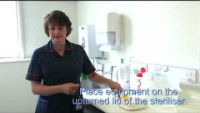 Place equipment on the
upturned lid of the steriliser.